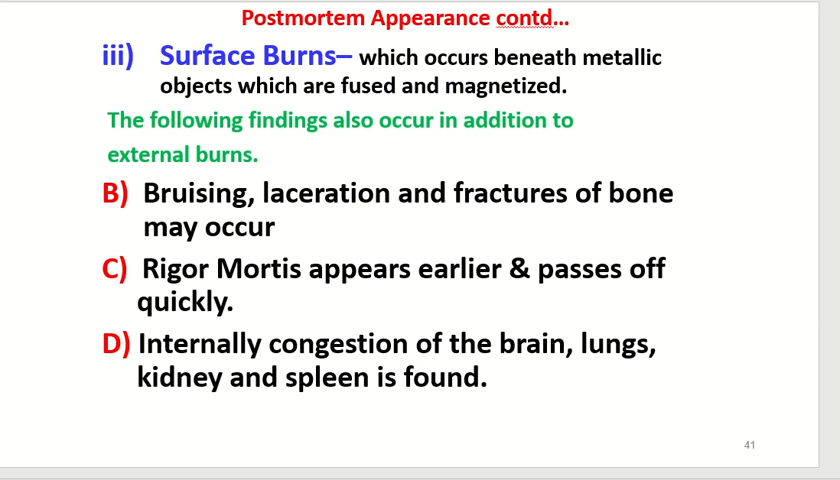 Postmortem Appearance contd...
iii) Surface Burns– which occurs beneath metallic
objects which are fused and magnetized.
The following findings also occur in addition to
external burns.
B) Bruising, laceration and fractures of bone
may occur
C) Rigor Mortis appears earlier & passes off
quickly.
D) Internally congestion of the brain, lungs,
kidney and spleen is found.
41